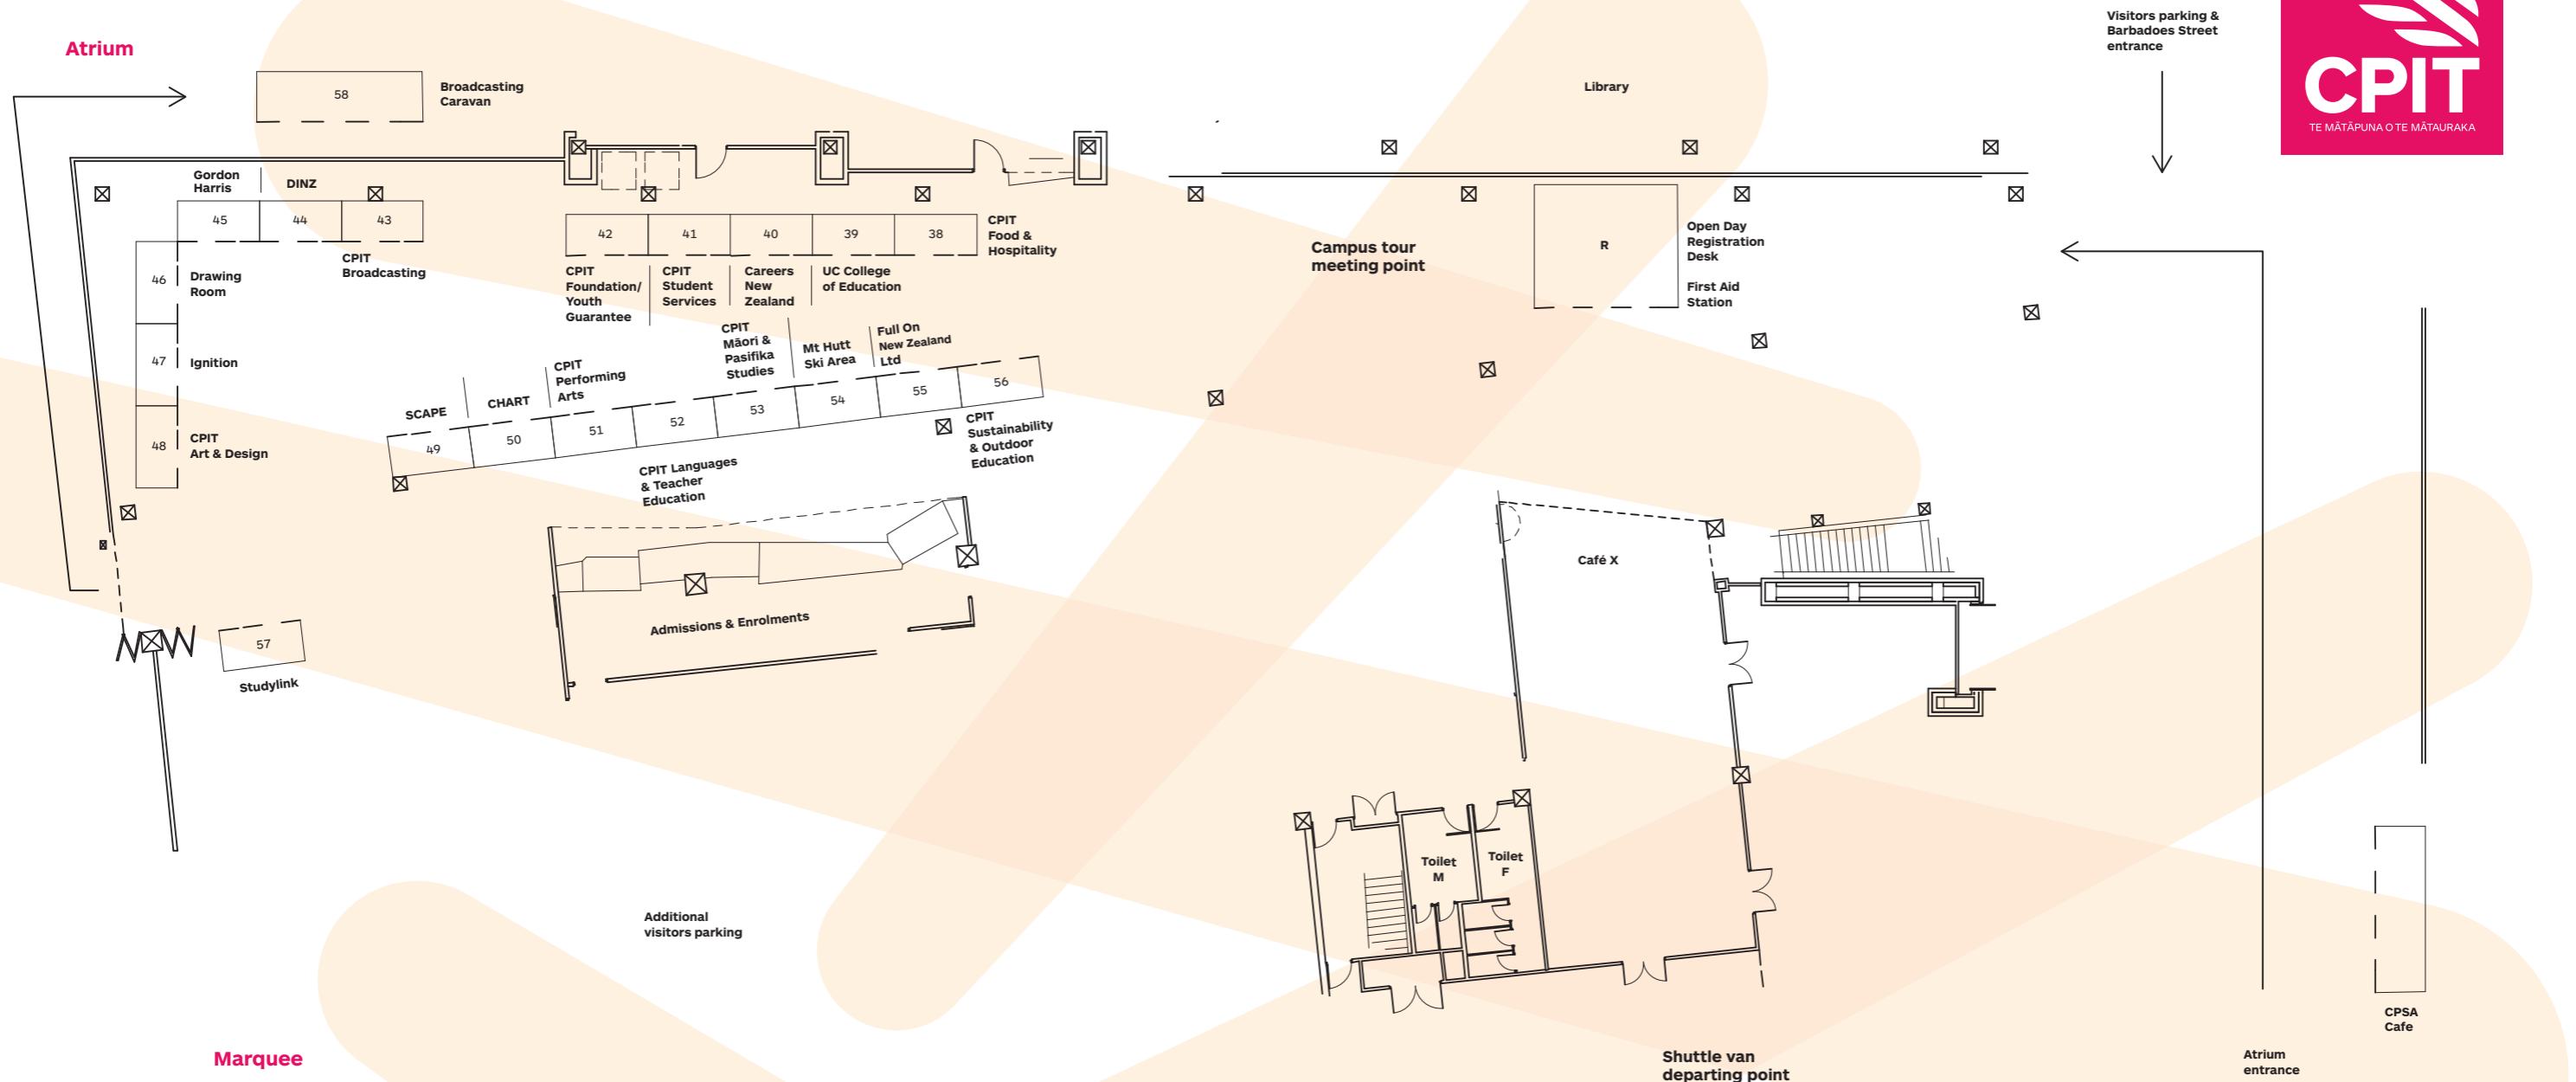 Atrium
58
Broadcasting
Caravan
Library
Visitors parking &
Barbadoes Street
entrance
CPIT
TE MĀTĀPUNA O TE MĀTAURAKA
Gordon
Harris
DINZ
45
44
43
CPIT
Broadcasting
46
Drawing
Room
47
Ignition
48
CPIT
Art & Design
42
41
40
39
38
CPIT
Food &
Hospitality
CPIT
Foundation/
Youth
Guarantee
CPIT
Student
Services
Careers
New
Zealand
UC College
of Education
Campus tour
meeting point
R
Open Day
Registration
Desk
First Aid
Station
SCAPE
CHART
CPIT
Performing
Arts
CPIT
Māori &
Pasifika
Studies
Mt Hutt
Ski Area
Full On
New Zealand
Ltd
49
50
51
52
53
54
55
56
CPIT Languages
& Teacher
Education
CPIT
Sustainability
& Outdoor
Education
Admissions & Enrolments
57
Studylink
Café X
Toilet
M
Toilet
F
Additional
visitors parking
CPSA
Cafe
Marquee
Shuttle van
departing point
Atrium
entrance